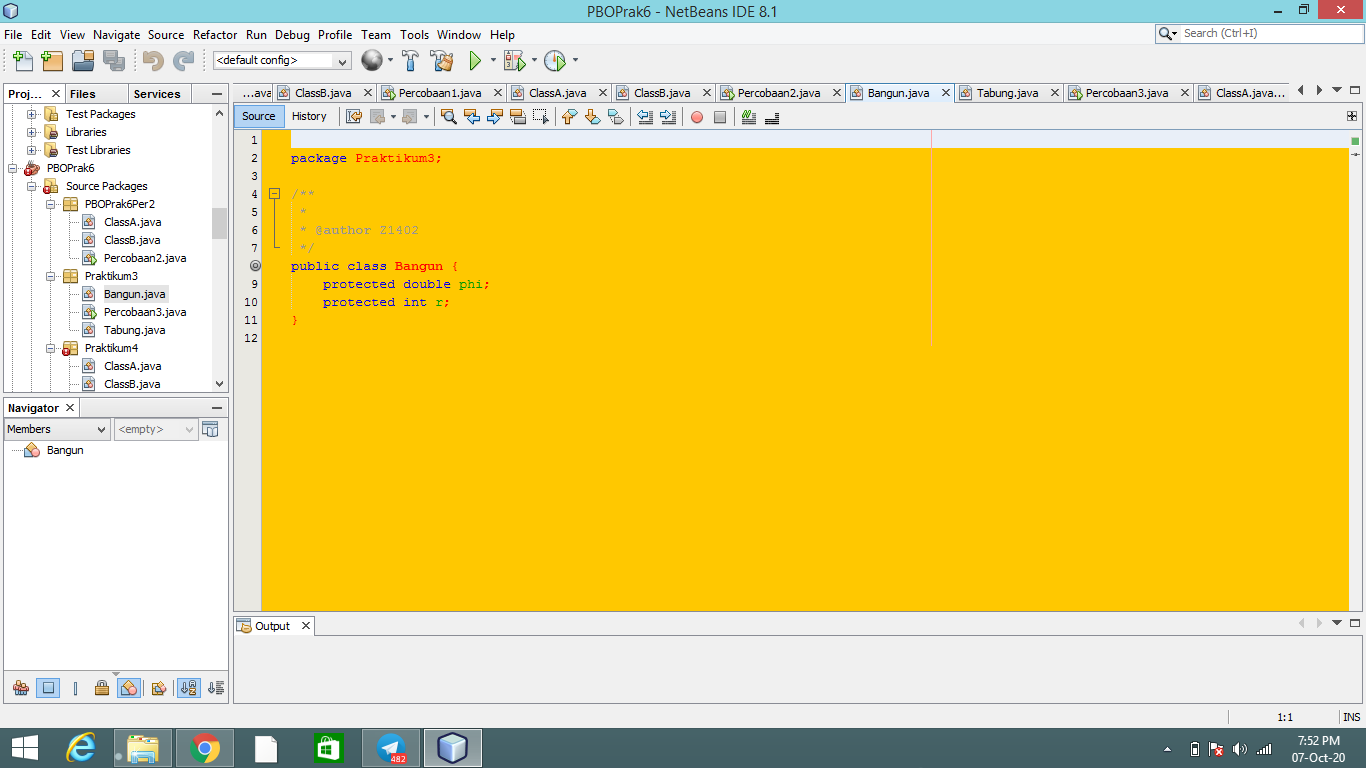 PBOPrak6 - NetBeans IDE 8.1
File Edit View Navigate Source Refactor Run Debug Profile Team Tools Window Help
Search (Ctrl+I)
<default config>
Proj... Files Services
...ava ClassB.java Percobaan1.java ClassA.java ClassB.java Percobaan2.java Bangun.java Tabung.java Percobaan3.java ClassA.java...
Source History
Test Packages
Libraries
Test Libraries
PBOPrak6
Source Packages
PBOPrak6Per2
ClassA.java
ClassB.java
Percobaan2.java
Praktikum3
Bangun.java
Percobaan3.java
Tabung.java
Praktikum4
ClassA.java
ClassB.java
1
2 package Praktikum3;
3
4 /**
5 *
6 * @author Z1402
7 */
public class Bangun {
9 protected double phi;
10 protected int r;
11 }
12
Navigator
Members <empty>
Bangun
Output
1:1 INS
482
7:52 PM
07-Oct-20